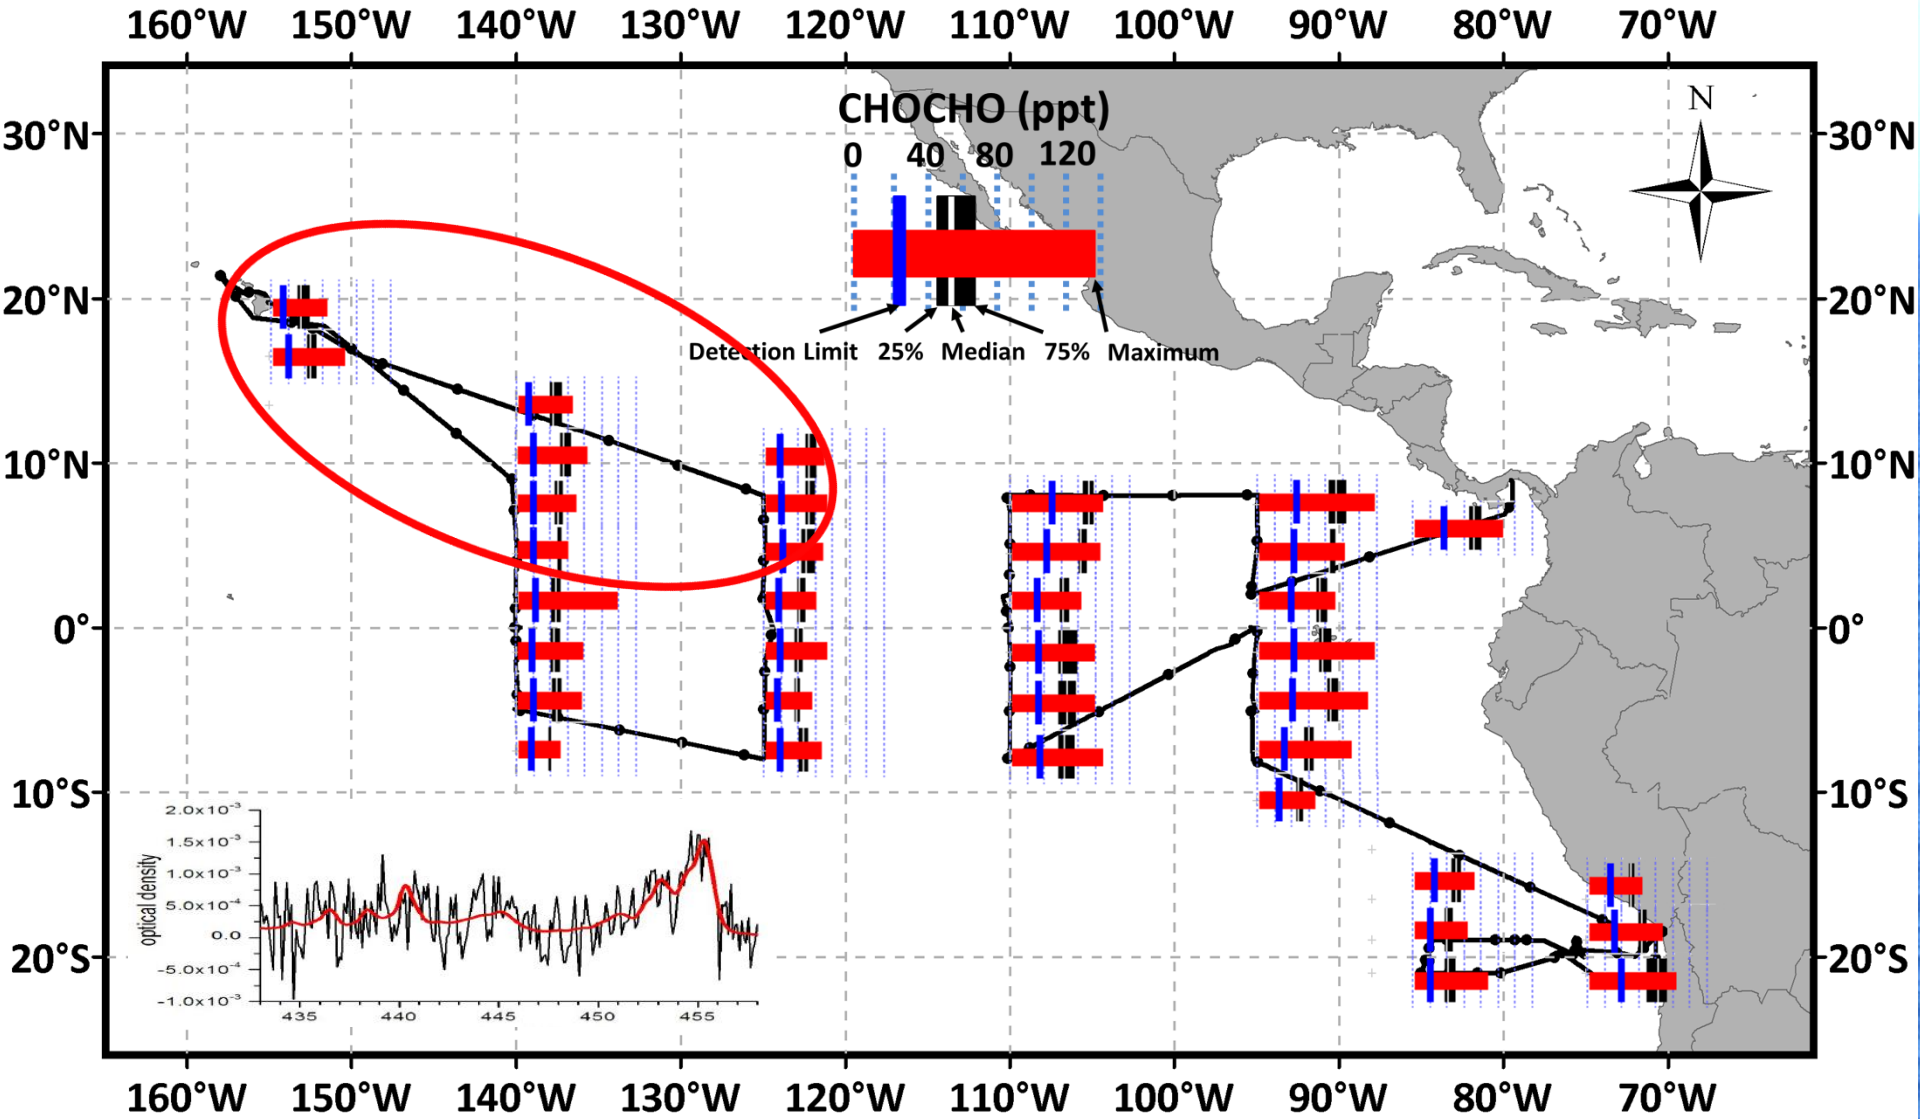 160°W 150°W 140°W 130°W 120°W 110°W 100°W 90°W 80°W 70°W
N
CHOCHO (ppt)
30°N 30°N
0 40 80 120
20°N 20°N
Detection Limit 25% Median 75% Maximum
10°N 10°N
0° 0°
10°S 10°S
2.0x10⁻³
1.5x10⁻³
1.0x10⁻³
5.0x10⁻⁴
0.0
-5.0x10⁻⁴
-1.0x10⁻³
optical density
435 440 445 450 455
20°S 20°S
160°W 150°W 140°W 130°W 120°W 110°W 100°W 90°W 80°W 70°W